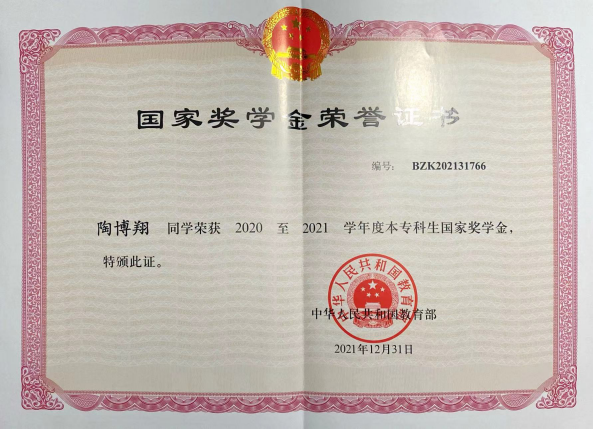 国家奖学金荣誉证书
编号: BZK202131766
陶博翔 同学荣获 2020 至 2021 学年度本专科生国家奖学金,
特颁此证。
中华人民共和国教育部
中华人民共和国教育部
2021年12月31日